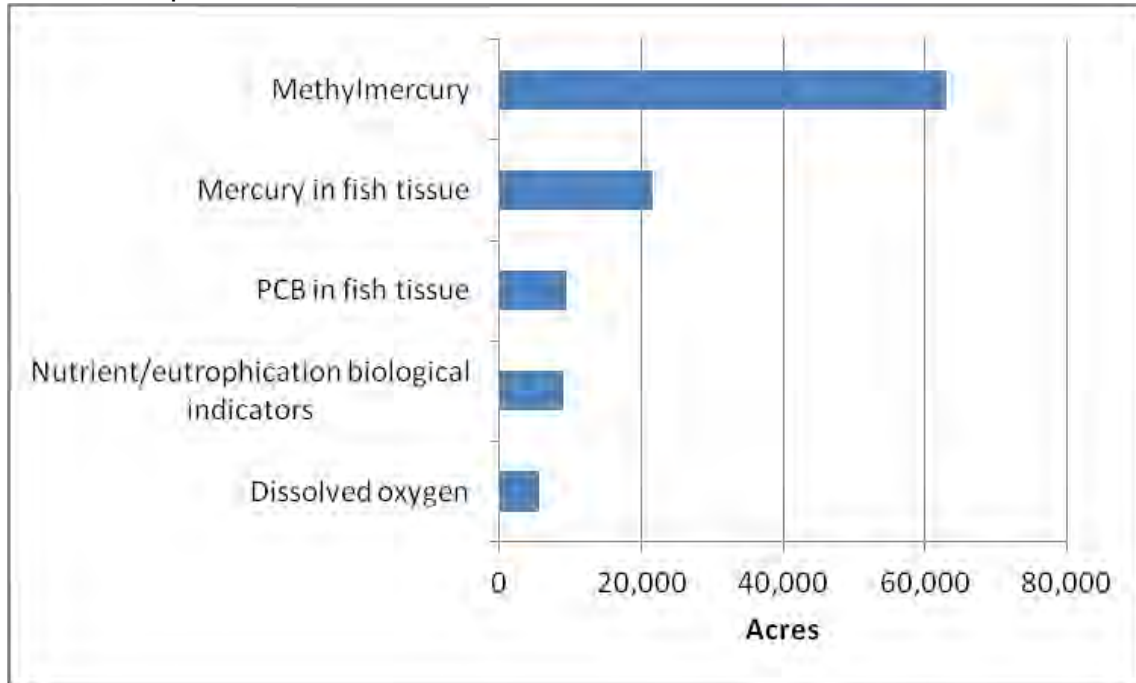 Methylmercury
Mercury in fish tissue
PCB in fish tissue
Nutrient/eutrophication biological
indicators
Dissolved oxygen
0 20,000 40,000 60,000 80,000
Acres